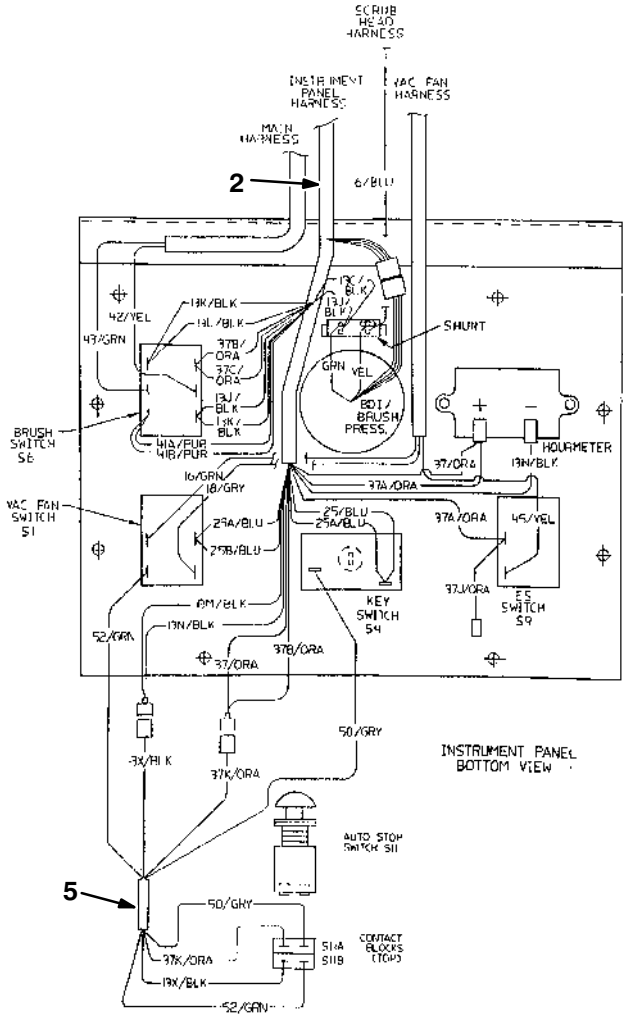 SCRUB
HEAD
HARNESS
INSTRUMENT
PANEL
HARNESS
VAC FAN
HARNESS
MAIN
HARNESS
2
6/BLU
13K/BLK
13L/BLK
42/YEL
43/GRN
37B/
ORA
37C/
ORA
13J/
BLK
13K/
BLK
13C/
BLK
13J/
BLK
SHUNT
GRN
YEL
BDI/
BRUSH
PRESS.
BRUSH
SWITCH
S6
41A/PUR
41B/PUR
+
-
HOURMETER
37/ORA
13N/BLK
16/GRN
18/GRY
37A/ORA
VAC FAN
SWITCH
S1
25A/BLU
25B/BLU
25/BLU
25A/BLU
37A/ORA
45/YEL
KEY
SWITCH
S4
37J/ORA
ES
SWITCH
S9
13M/BLK
13N/BLK
52/GRN
37/ORA
37B/ORA
50/GRY
13X/BLK
37K/ORA
INSTRUMENT PANEL
BOTTOM VIEW
AUTO STOP
SWITCH S11
5
50/GRY
37K/ORA
13X/BLK
52/GRN
S11A
S11B
CONTACT
BLOCKS
(TOP)